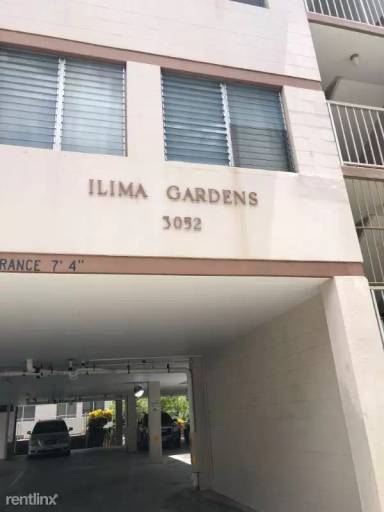 ILIMA GARDENS
3052
RANCE 7' 4"
rentlinx